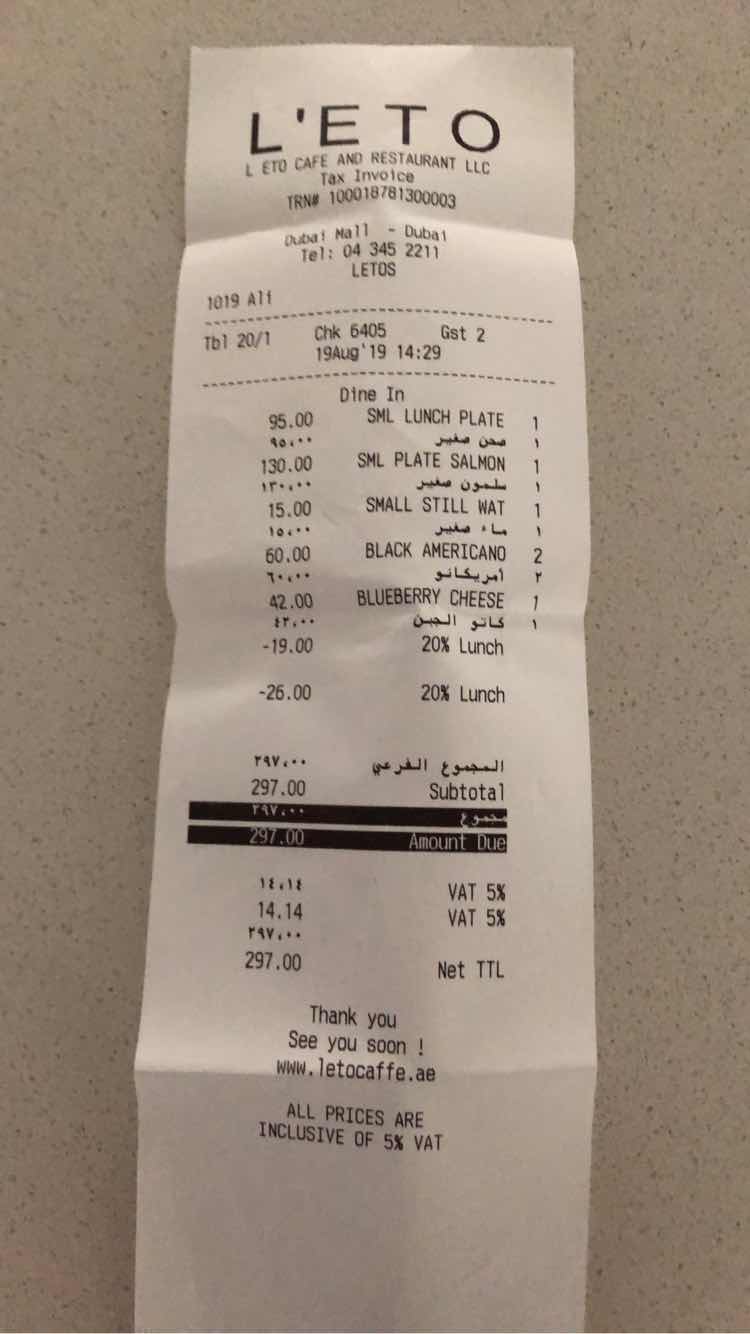 L'ETO
L ETO CAFE AND RESTAURANT LLC
Tax Invoice
TRN# 100018781300003
Dubai Mall - Dubai
Tel: 04 345 2211
LETOS
1019 Ali
Tbl 20/1 Chk 6405 Gst 2
19Aug'19 14:29
Dine In
95.00 SML LUNCH PLATE 1
٩٥،٠٠ صحن صغير ١
130.00 SML PLATE SALMON 1
١٣٠،٠٠ سلمون صغير ١
15.00 SMALL STILL WAT 1
١٥،٠٠ ماء صغير ١
60.00 BLACK AMERICANO 2
٦٠،٠٠ أمريكانو ٢
42.00 BLUEBERRY CHEESE 1
٤٢،٠٠ كاتو الجبن ١
-19.00 20% Lunch
-26.00 20% Lunch
٢٩٧،٠٠ المجموع الفرعي
297.00 Subtotal
٢٩٧،٠٠ مجموع
297.00 Amount Due
١٤،١٤ VAT 5%
14.14 VAT 5%
٢٩٧،٠٠
297.00 Net TTL
Thank you
See you soon !
www.letocaffe.ae
ALL PRICES ARE
INCLUSIVE OF 5% VAT